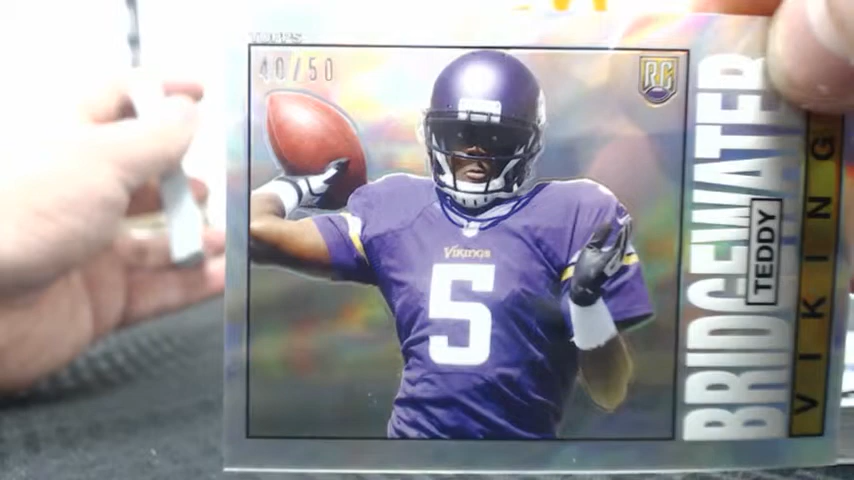 TOPPS
40/50
RC
VIKINGS
5
BRIDGEWATER
TEDDY
VIKING